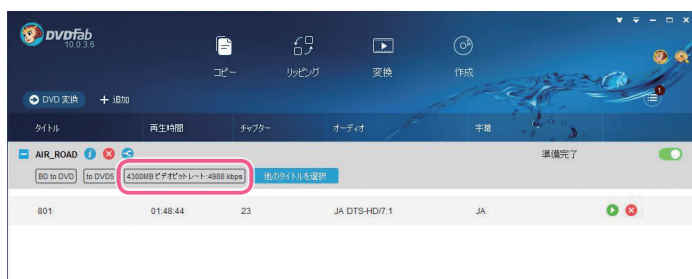 DVDFab
10.0.3.6
コピー
リッピング
変換
作成
DVD 変換
+ 追加
1
タイトル 再生時間 チャプター オーディオ 字幕
AIR_ROAD 準備完了
BD to DVD to DVD5 4300MB ビデオビットレート:4988 kbps 他のタイトルを選択
801 01:48:44 23 JA DTS-HD/7.1 JA